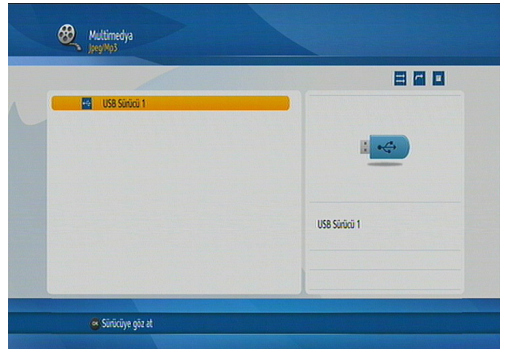 Multimedya
Jpeg/Mp3
USB Sürücü 1
USB Sürücü 1
OK Sürücüye göz at